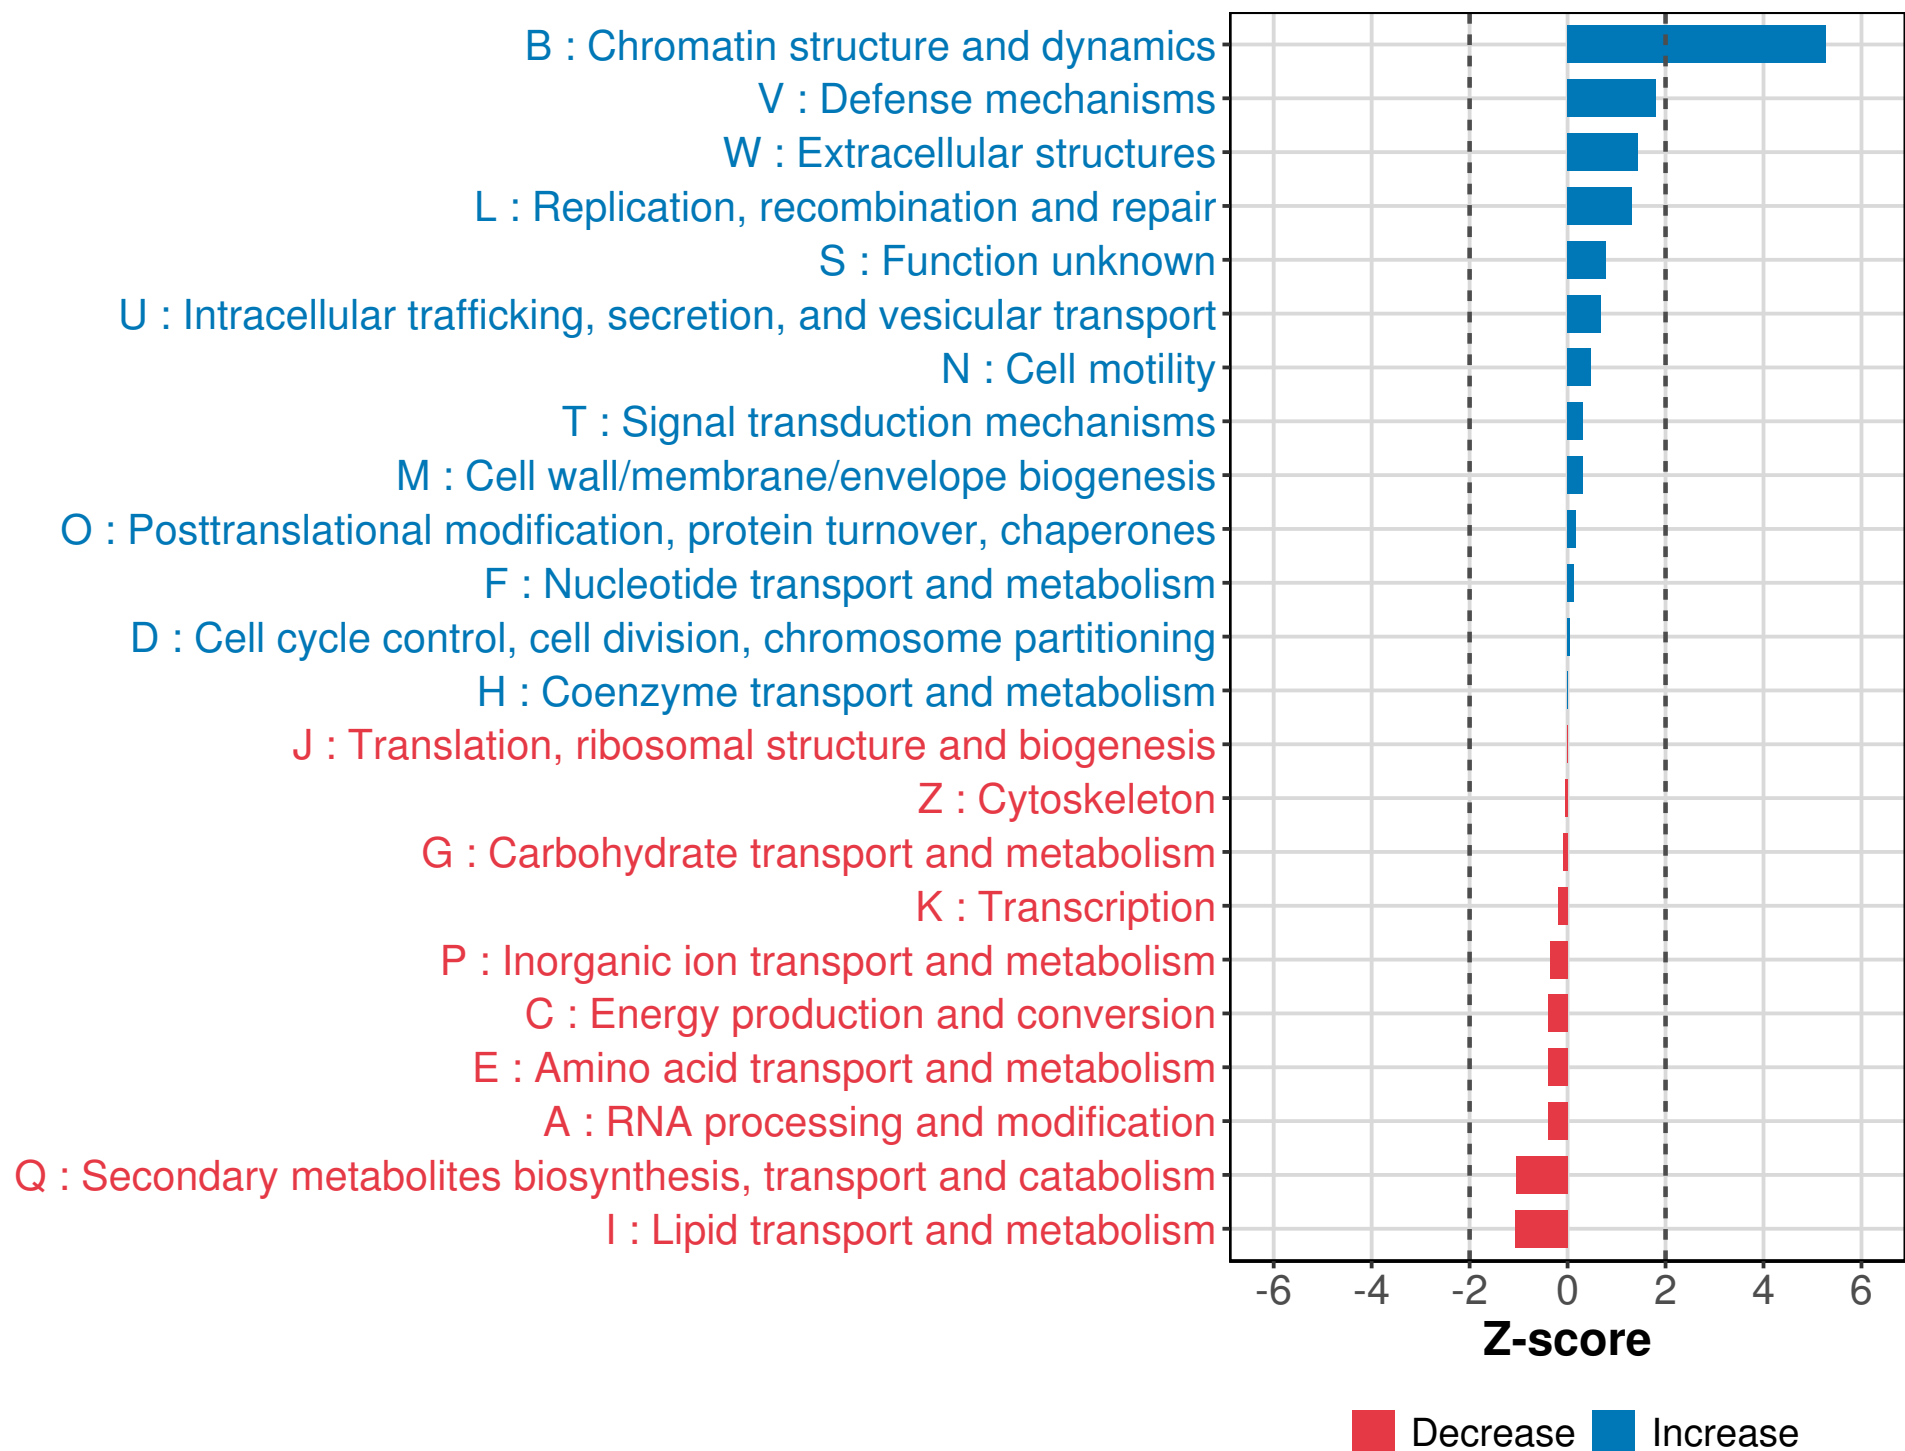 B : Chromatin structure and dynamics
V : Defense mechanisms
W : Extracellular structures
L : Replication, recombination and repair
S : Function unknown
U : Intracellular trafficking, secretion, and vesicular transport
N : Cell motility
T : Signal transduction mechanisms
M : Cell wall/membrane/envelope biogenesis
O : Posttranslational modification, protein turnover, chaperones
F : Nucleotide transport and metabolism
D : Cell cycle control, cell division, chromosome partitioning
H : Coenzyme transport and metabolism
J : Translation, ribosomal structure and biogenesis
Z : Cytoskeleton
G : Carbohydrate transport and metabolism
K : Transcription
P : Inorganic ion transport and metabolism
C : Energy production and conversion
E : Amino acid transport and metabolism
A : RNA processing and modification
Q : Secondary metabolites biosynthesis, transport and catabolism
I : Lipid transport and metabolism
-6 -4 -2 0 2 4 6
Z-score
Decrease Increase